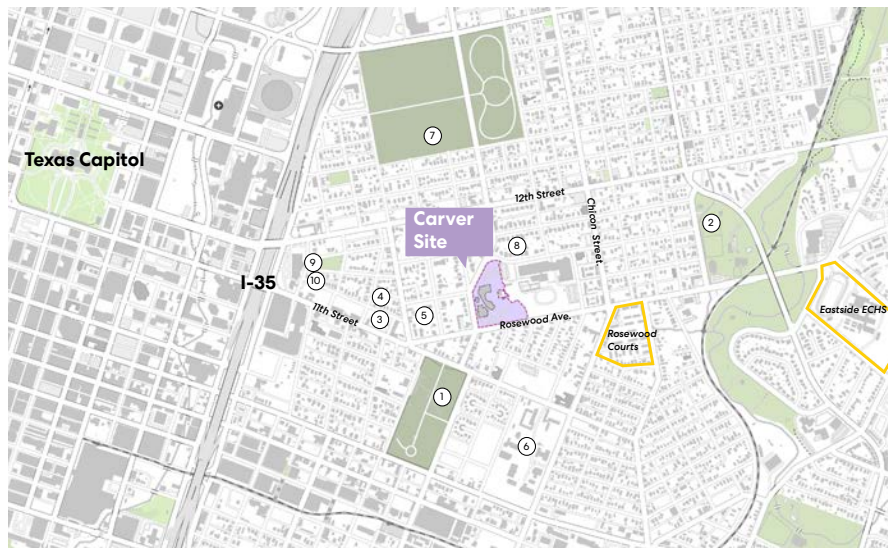 7
Texas Capitol
12th Street
Chicon Street.
Carver
Site
2
8
9
I-35
10
4
Eastside ECHS
11th Street
3
5
Rosewood Ave.
Rosewood
Courts
1
6